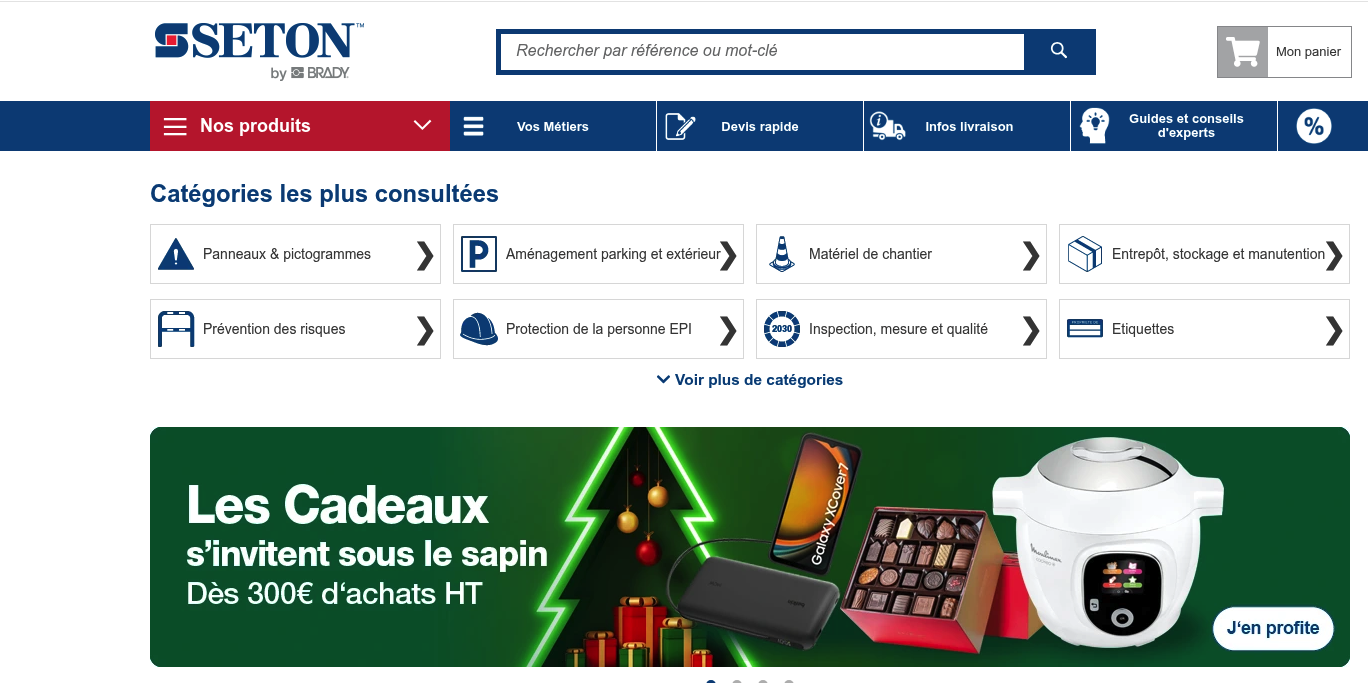 SETON™
by BRADY
Rechercher par référence ou mot-clé
Mon panier
Nos produits
Vos Métiers
Devis rapide
Infos livraison
Guides et conseils
d'experts
%
Catégories les plus consultées
Panneaux & pictogrammes
P
Aménagement parking et extérieur
Matériel de chantier
Entrepôt, stockage et manutention
Prévention des risques
Protection de la personne EPI
2030
Inspection, mesure et qualité
Etiquettes
Voir plus de catégories
Les Cadeaux
s’invitent sous le sapin
Dès 300€ d‘achats HT
Galaxy XCover7
Moulinex
J‘en profite